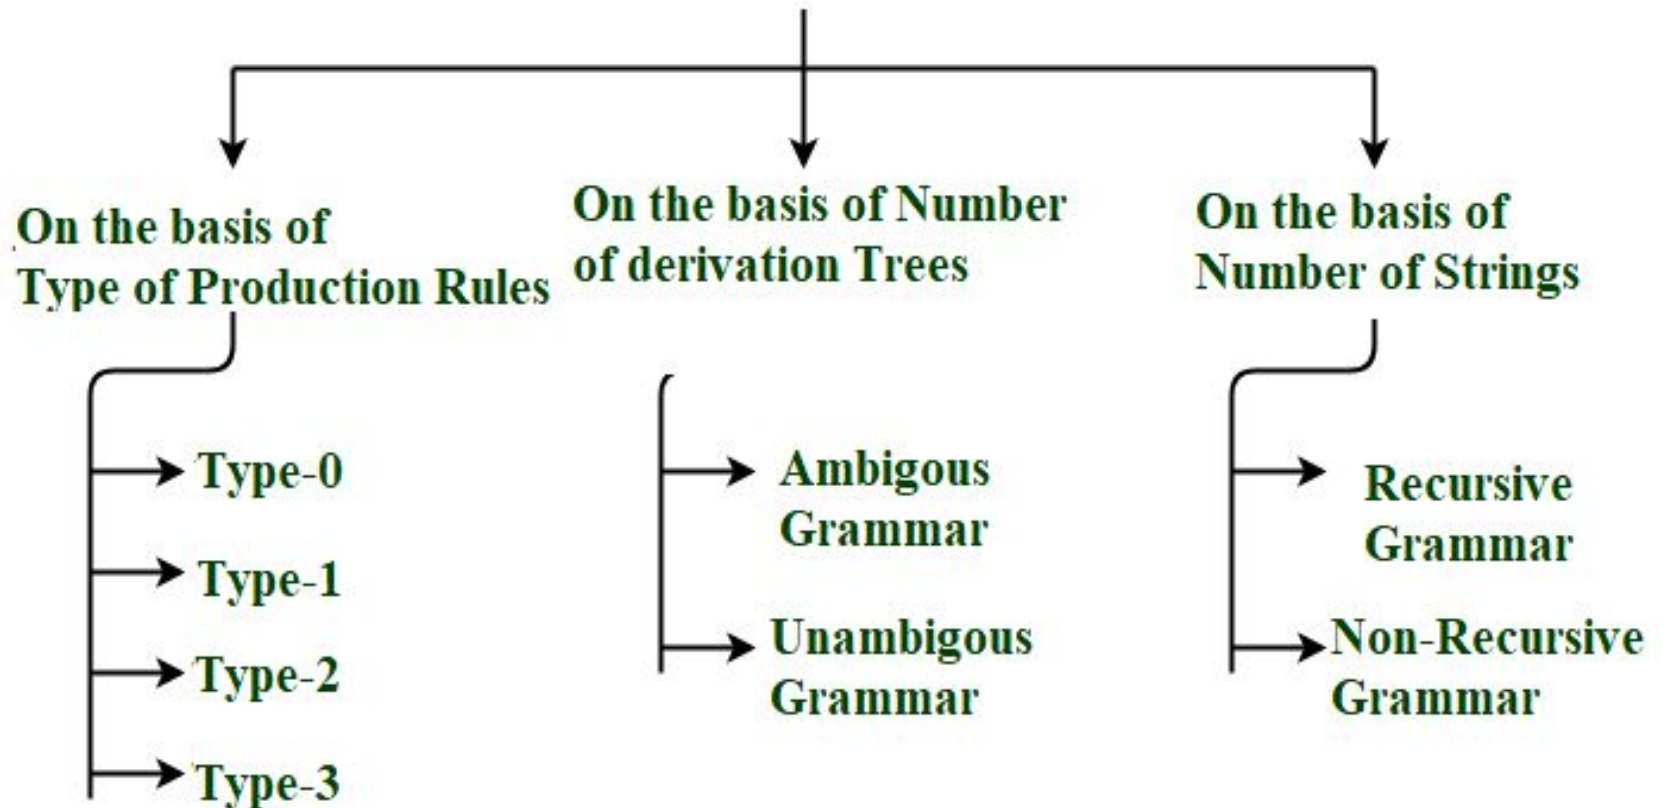 On the basis of
Type of Production Rules
Type-0
Type-1
Type-2
Type-3
On the basis of Number
of derivation Trees
Ambigous
Grammar
Unambigous
Grammar
On the basis of
Number of Strings
Recursive
Grammar
Non-Recursive
Grammar